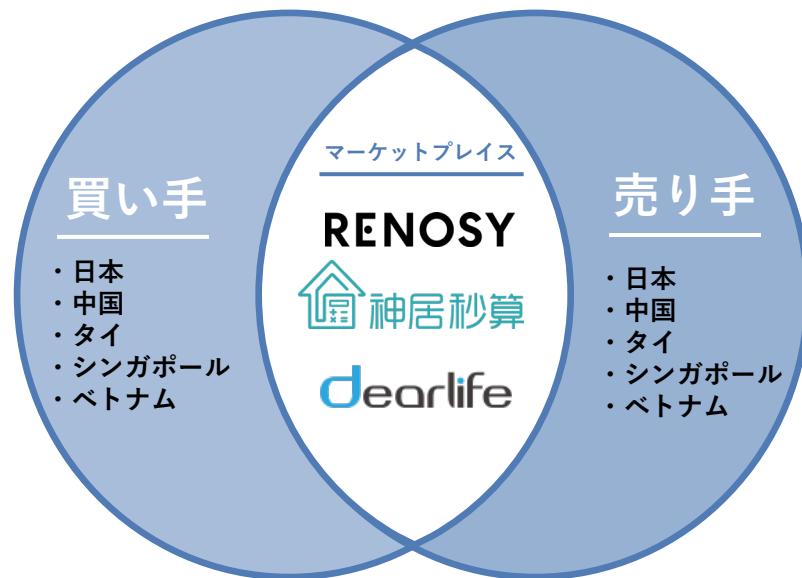 マーケットプレイス
買い手
・日本
・中国
・タイ
・シンガポール
・ベトナム
RENOSY
神居秒算
dearlife
売り手
・日本
・中国
・タイ
・シンガポール
・ベトナム